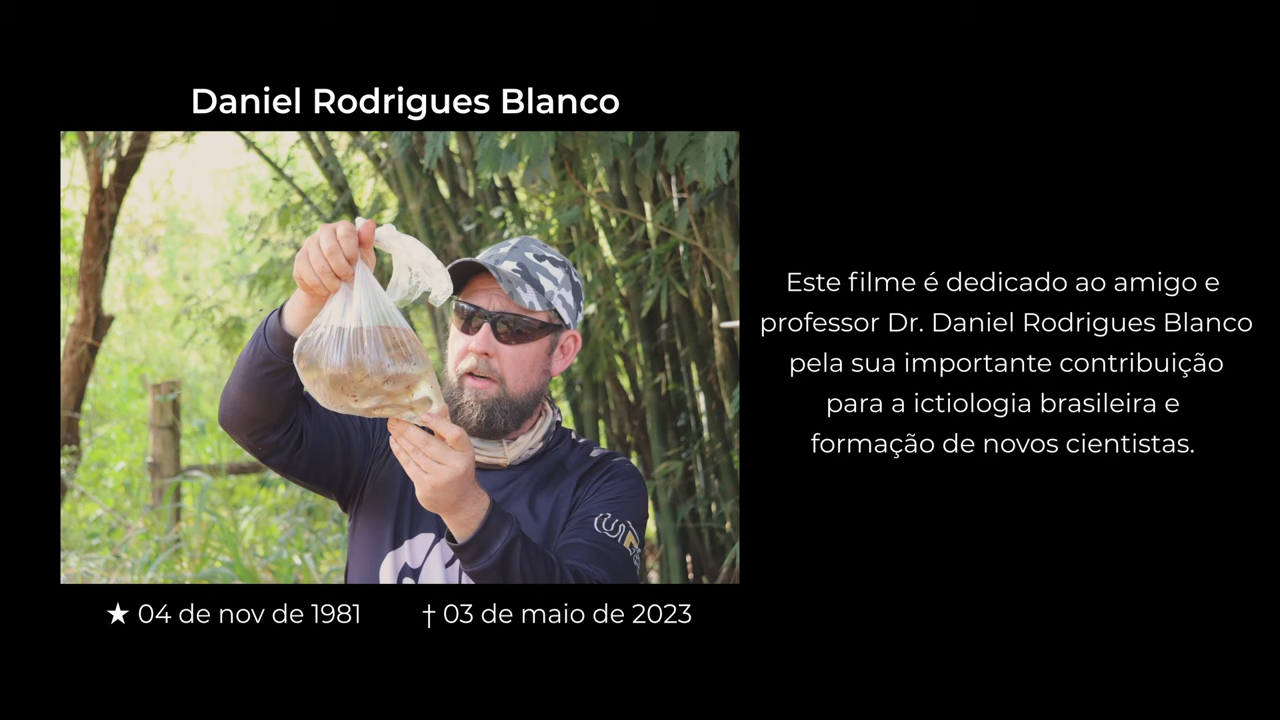 Daniel Rodrigues Blanco
Este filme é dedicado ao amigo e
professor Dr. Daniel Rodrigues Blanco
pela sua importante contribuição
para a ictiologia brasileira e
formação de novos cientistas.
★ 04 de nov de 1981
† 03 de maio de 2023